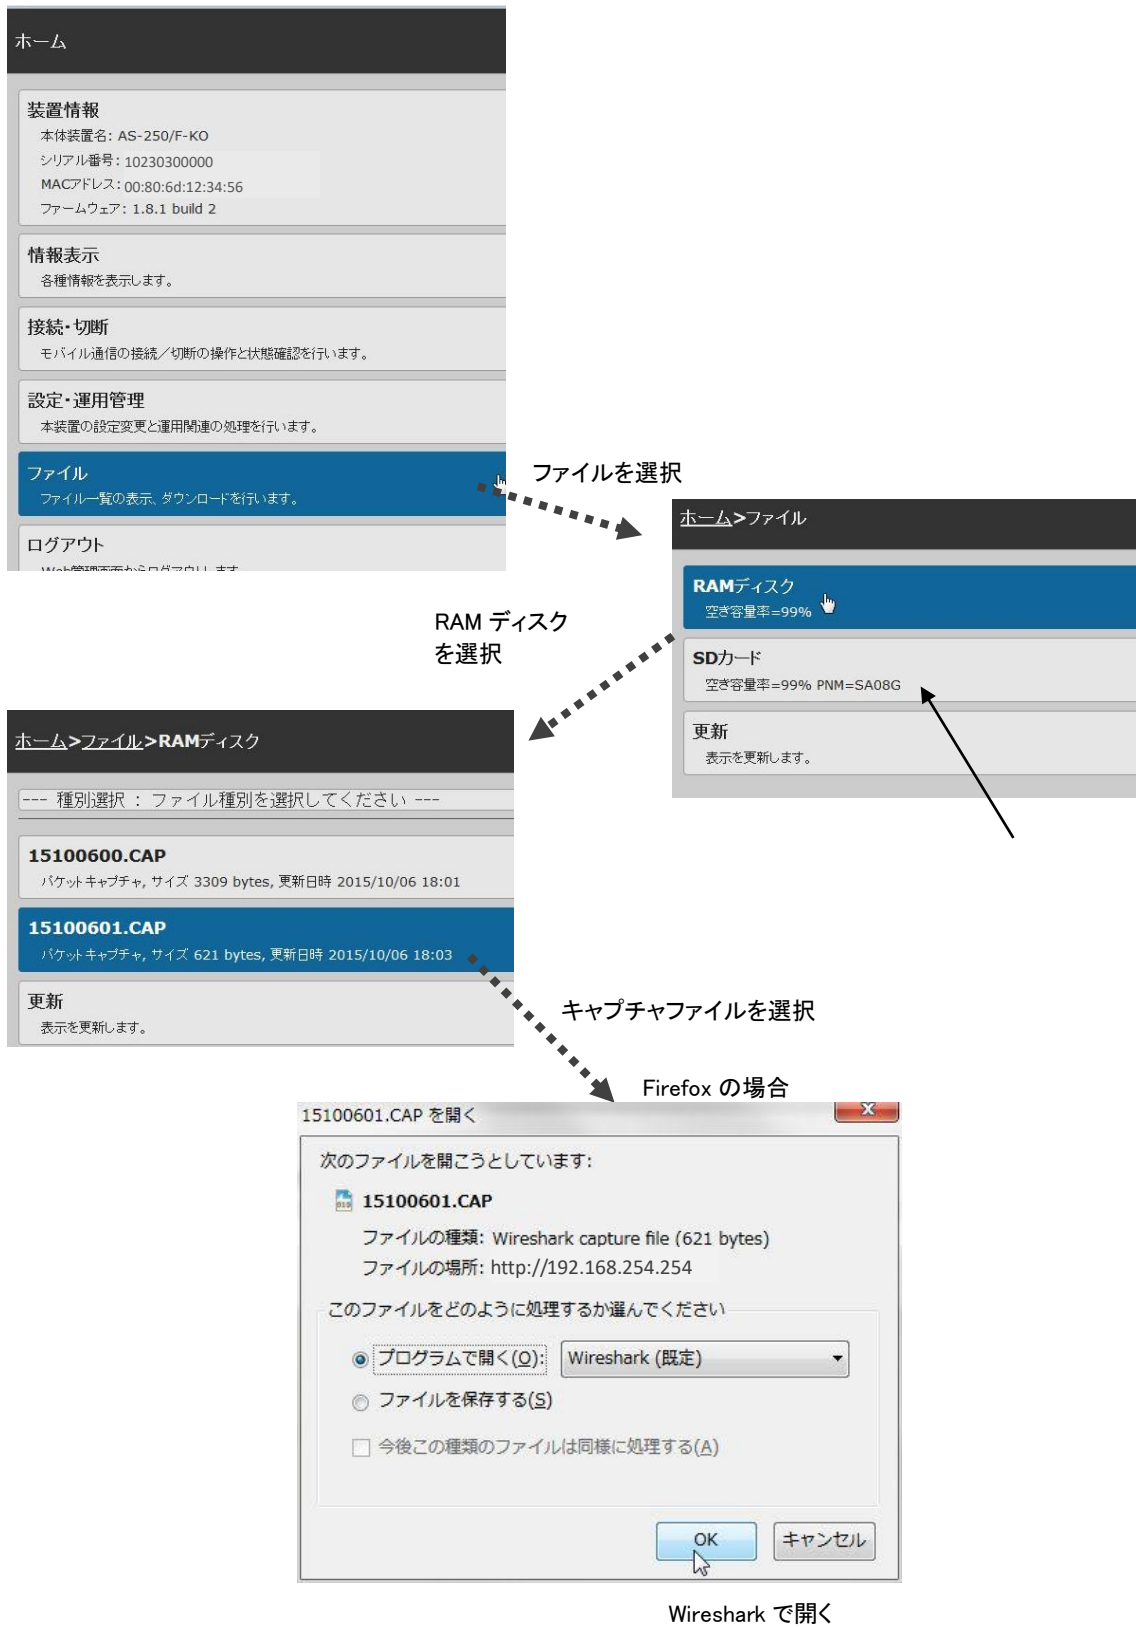 ホーム
装置情報
本体装置名: AS-250/F-KO
シリアル番号: 10230300000
MACアドレス: 00:80:6d:12:34:56
ファームウェア: 1.8.1 build 2
情報表示
各種情報を表示します。
接続・切断
モバイル通信の接続／切断の操作と状態確認を行います。
設定・運用管理
本装置の設定変更と運用関連の処理を行います。
ファイル
ファイル一覧の表示、ダウンロードを行います。
ログアウト
Web管理画面からログアウトします。
ファイルを選択
ホーム>ファイル
RAMディスク
空き容量率=99%
SDカード
空き容量率=99% PNM=SA08G
更新
表示を更新します。
RAM ディスク
を選択
ホーム>ファイル>RAMディスク
--- 種別選択 : ファイル種別を選択してください ---
15100600.CAP
パケットキャプチャ, サイズ 3309 bytes, 更新日時 2015/10/06 18:01
15100601.CAP
パケットキャプチャ, サイズ 621 bytes, 更新日時 2015/10/06 18:03
更新
表示を更新します。
キャプチャファイルを選択
Firefox の場合
15100601.CAP を開く
次のファイルを開こうとしています:
15100601.CAP
ファイルの種類: Wireshark capture file (621 bytes)
ファイルの場所: http://192.168.254.254
このファイルをどのように処理するか選んでください
プログラムで開く(O): Wireshark (既定)
ファイルを保存する(S)
今後この種類のファイルは同様に処理する(A)
OK キャンセル
Wireshark で開く